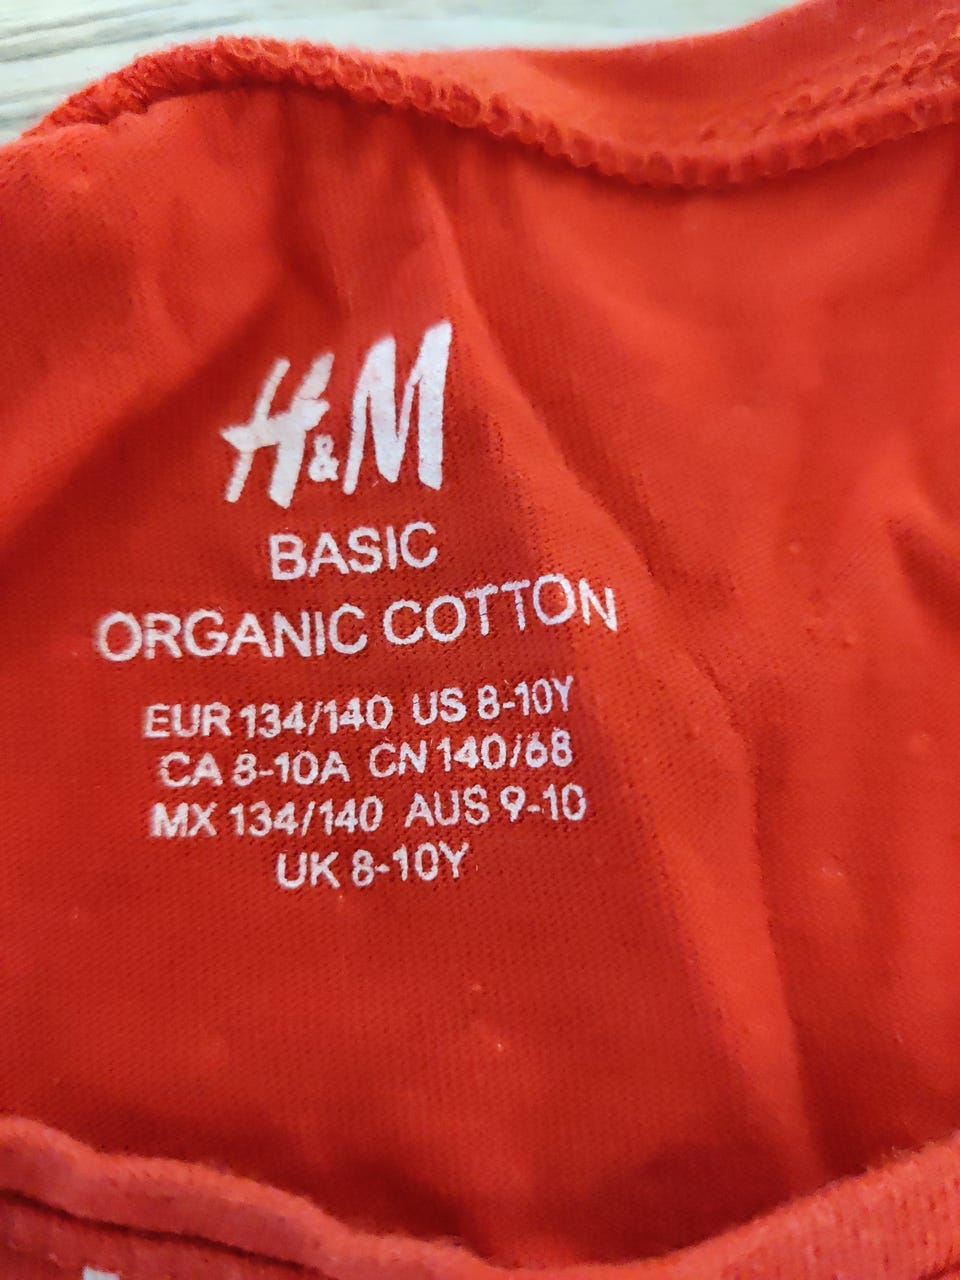 H&M
BASIC
ORGANIC COTTON
EUR 134/140 US 8-10Y
CA 8-10A CN 140/68
MX 134/140 AUS 9-10
UK 8-10Y